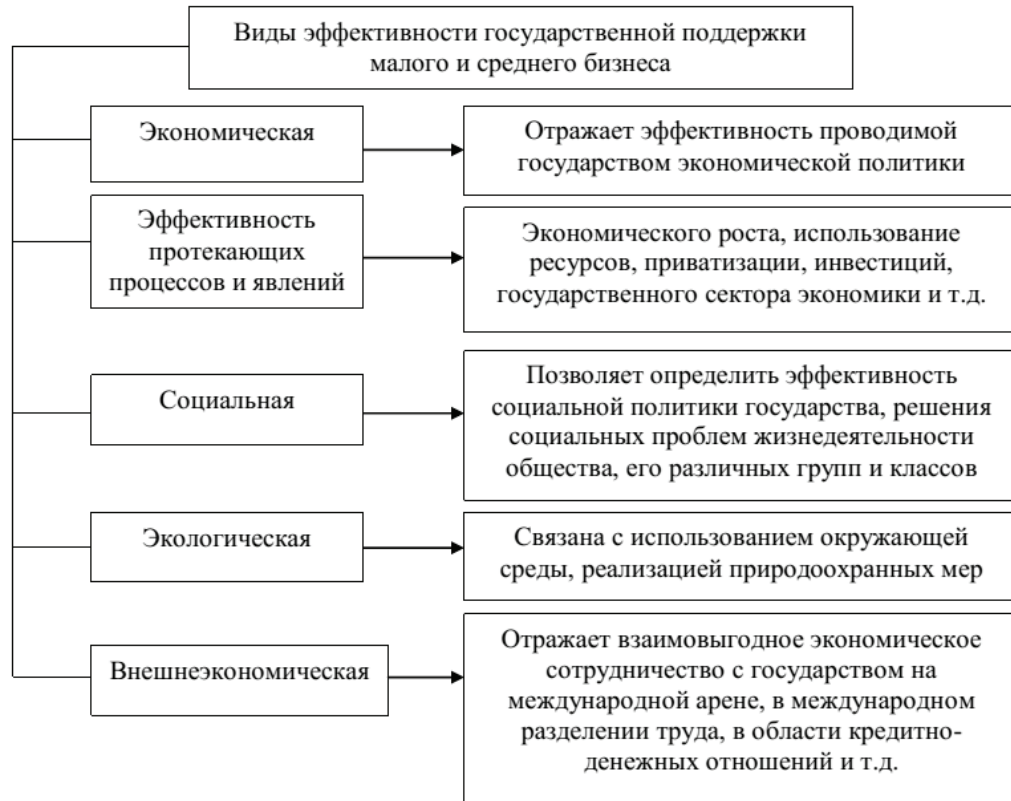 Виды эффективности государственной поддержки
малого и среднего бизнеса
Экономическая
Отражает эффективность проводимой
государством экономической политики
Эффективность
протекающих
процессов и явлений
Экономического роста, использование
ресурсов, приватизации, инвестиций,
государственного сектора экономики и т.д.
Социальная
Позволяет определить эффективность
социальной политики государства, решения
социальных проблем жизнедеятельности
общества, его различных групп и классов
Экологическая
Связана с использованием окружающей
среды, реализацией природоохранных мер
Внешнеэкономическая
Отражает взаимовыгодное экономическое
сотрудничество с государством на
международной арене, в международном
разделении труда, в области кредитно-
денежных отношений и т.д.